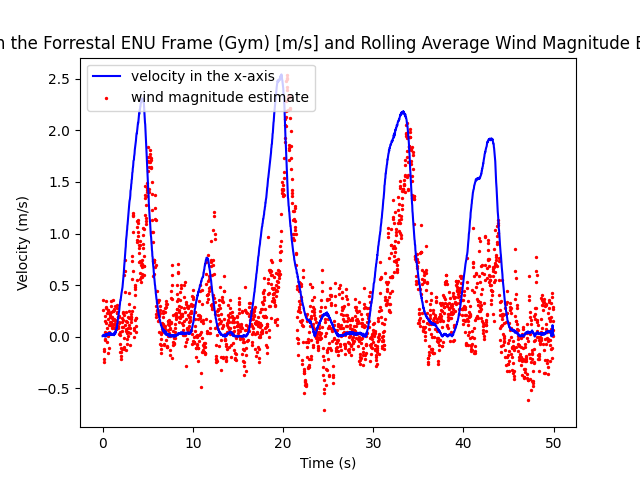 the Forrestal ENU Frame (Gym) [m/s] and Rolling Average Wind Magnitude
velocity in the x-axis
wind magnitude estimate
Velocity (m/s)
2.5
2.0
1.5
1.0
0.5
0.0
−0.5
0
10
20
30
40
50
Time (s)